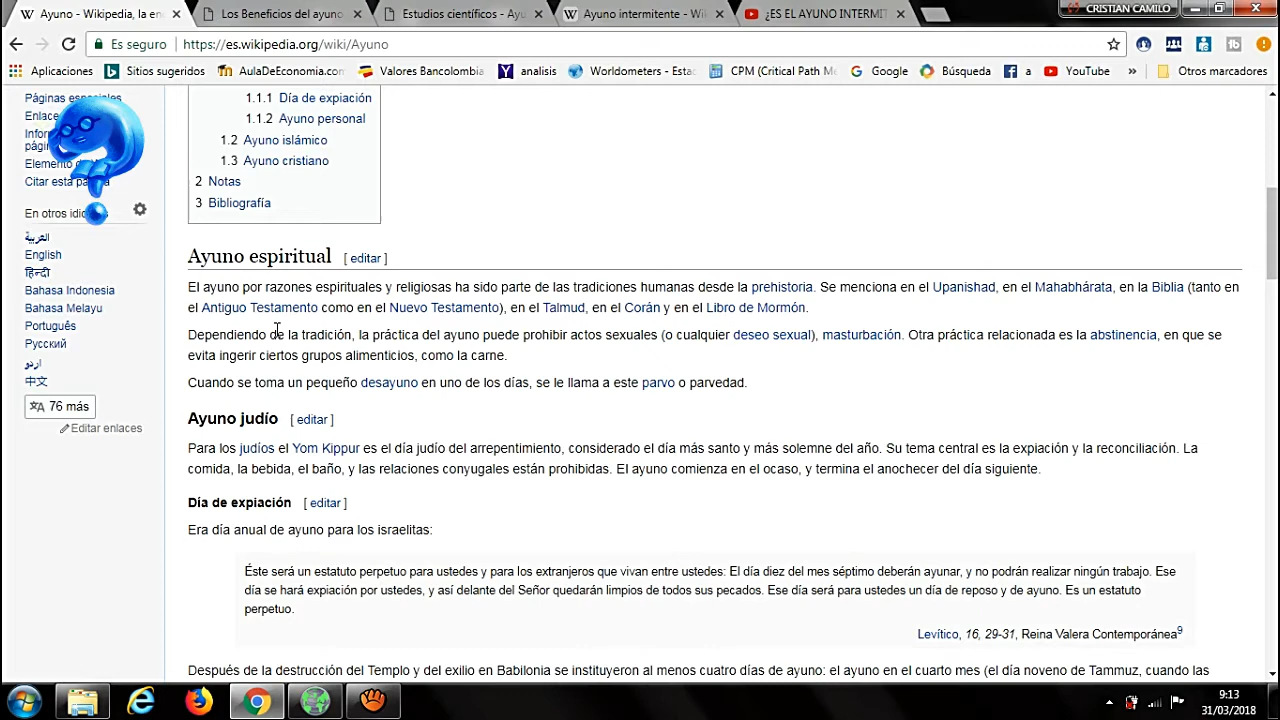 Ayuno - Wikipedia, la en
Los Beneficios del ayuno
Estudios científicos - Ayu
Ayuno intermitente - Wi
¿ES EL AYUNO INTERMIT
CRISTIAN CAMILO
Es seguro
https://es.wikipedia.org/wiki/Ayuno
Aplicaciones
Sitios sugeridos
AulaDeEconomia.com
Valores Bancolombia
analisis
Worldometers - Estac
CPM (Critical Path Me
Google
Búsqueda
a
YouTube
»
Otros marcadores
Páginas especiales
Enlace
Infor
pági
Elemento de
Citar esta pá
En otros idio
العربية
English
हिन्दी
Bahasa Indonesia
Bahasa Melayu
Português
Русский
اردو
中文
76 más
Editar enlaces
1.1.1 Día de expiación
1.1.2 Ayuno personal
1.2 Ayuno islámico
1.3 Ayuno cristiano
2 Notas
3 Bibliografía
Ayuno espiritual [ editar ]
El ayuno por razones espirituales y religiosas ha sido parte de las tradiciones humanas desde la prehistoria. Se menciona en el Upanishad, en el Mahabhárata, en la Biblia (tanto en
el Antiguo Testamento como en el Nuevo Testamento), en el Talmud, en el Corán y en el Libro de Mormón.
Dependiendo de la tradición, la práctica del ayuno puede prohibir actos sexuales (o cualquier deseo sexual), masturbación. Otra práctica relacionada es la abstinencia, en que se
evita ingerir ciertos grupos alimenticios, como la carne.
Cuando se toma un pequeño desayuno en uno de los días, se le llama a este parvo o parvedad.
Ayuno judío [ editar ]
Para los judíos el Yom Kippur es el día judío del arrepentimiento, considerado el día más santo y más solemne del año. Su tema central es la expiación y la reconciliación. La
comida, la bebida, el baño, y las relaciones conyugales están prohibidas. El ayuno comienza en el ocaso, y termina el anochecer del día siguiente.
Día de expiación [ editar ]
Era día anual de ayuno para los israelitas:
Éste será un estatuto perpetuo para ustedes y para los extranjeros que vivan entre ustedes: El día diez del mes séptimo deberán ayunar, y no podrán realizar ningún trabajo. Ese
día se hará expiación por ustedes, y así delante del Señor quedarán limpios de todos sus pecados. Ese día será para ustedes un día de reposo y de ayuno. Es un estatuto
perpetuo.
Levítico, 16, 29-31, Reina Valera Contemporánea9
Después de la destrucción del Templo y del exilio en Babilonia se instituyeron al menos cuatro días de ayuno: el ayuno en el cuarto mes (el día noveno de Tammuz, cuando las
9:13
31/03/2018